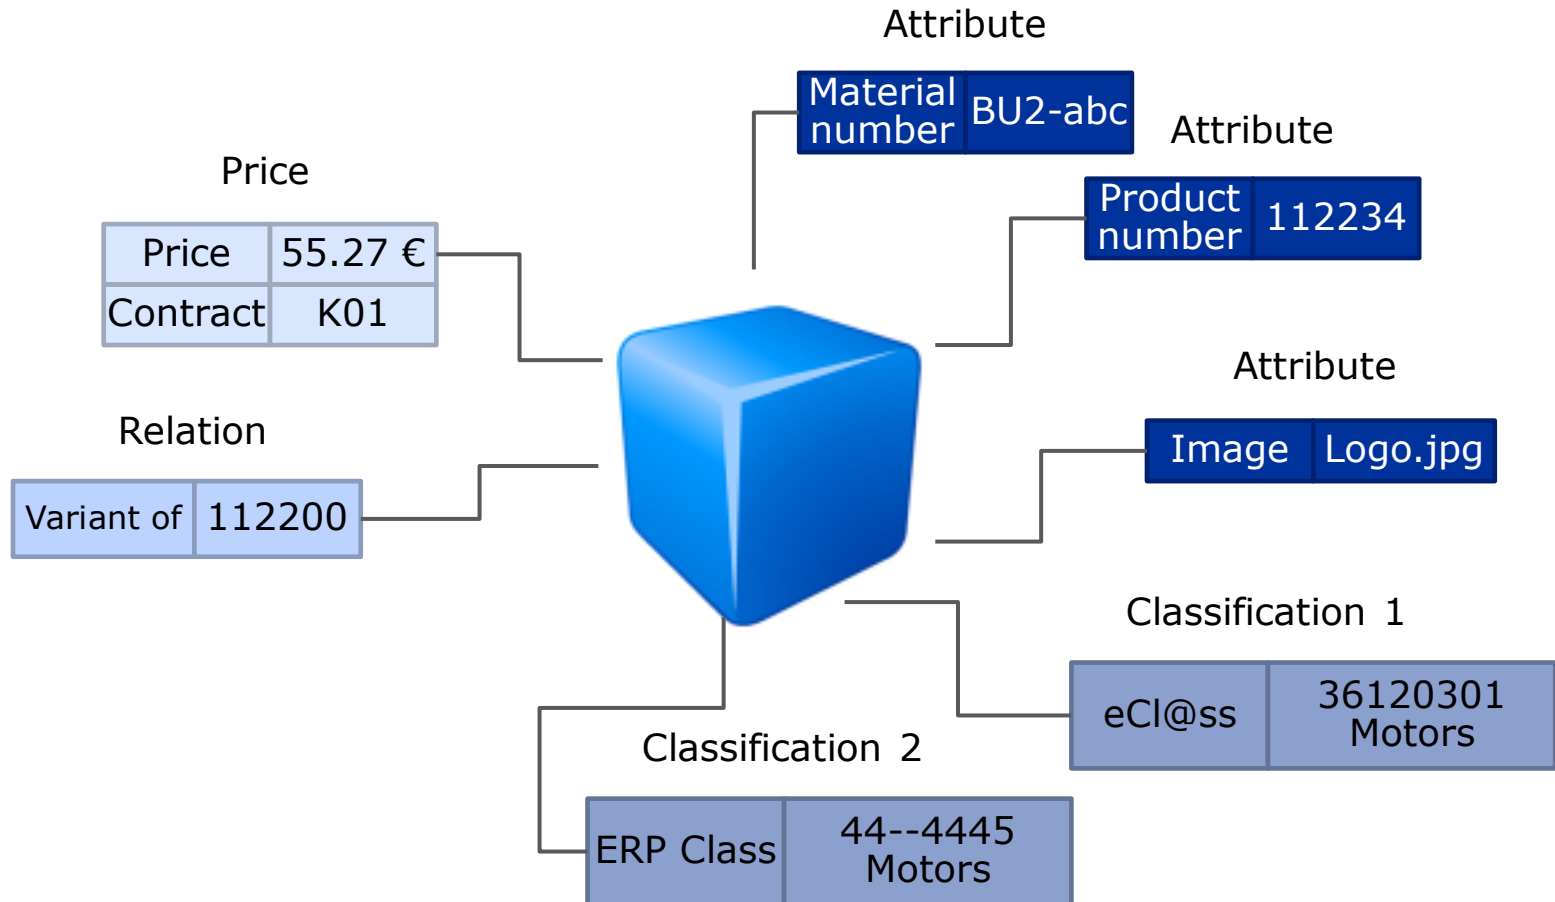 Attribute
Material
number
BU2-abc
Attribute
Product
number
112234
Price
Price
55.27 €
Contract
K01
Attribute
Image
Logo.jpg
Relation
Variant of
112200
Classification 1
eCl@ss
36120301
Motors
Classification 2
ERP Class
44--4445
Motors